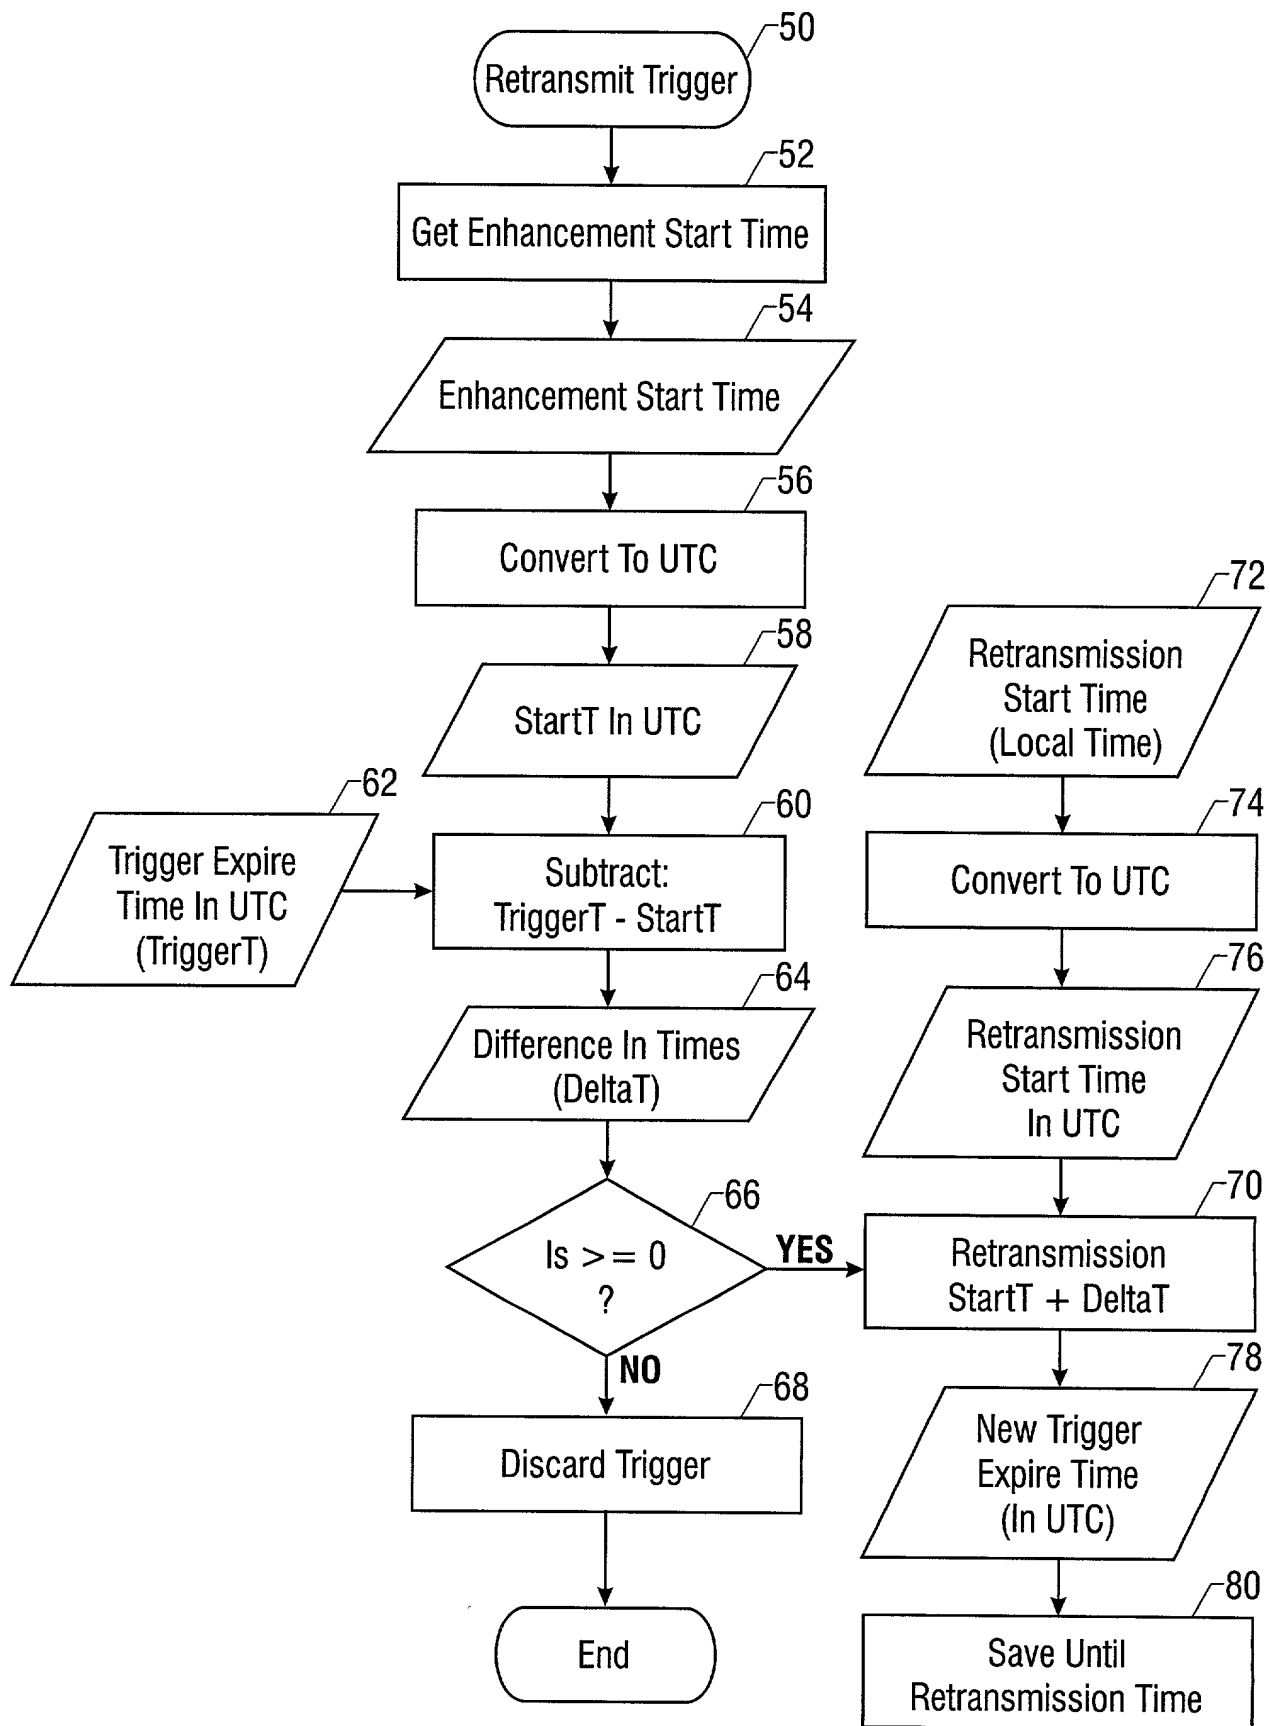 50
Retransmit Trigger
52
Get Enhancement Start Time
54
Enhancement Start Time
56
Convert To UTC
58
StartT In UTC
62
Trigger Expire
Time In UTC
(TriggerT)
60
Subtract:
TriggerT - StartT
64
Difference In Times
(DeltaT)
66
Is >= 0
?
YES
NO
68
Discard Trigger
End
72
Retransmission
Start Time
(Local Time)
74
Convert To UTC
76
Retransmission
Start Time
In UTC
70
Retransmission
StartT + DeltaT
78
New Trigger
Expire Time
(In UTC)
80
Save Until
Retransmission Time